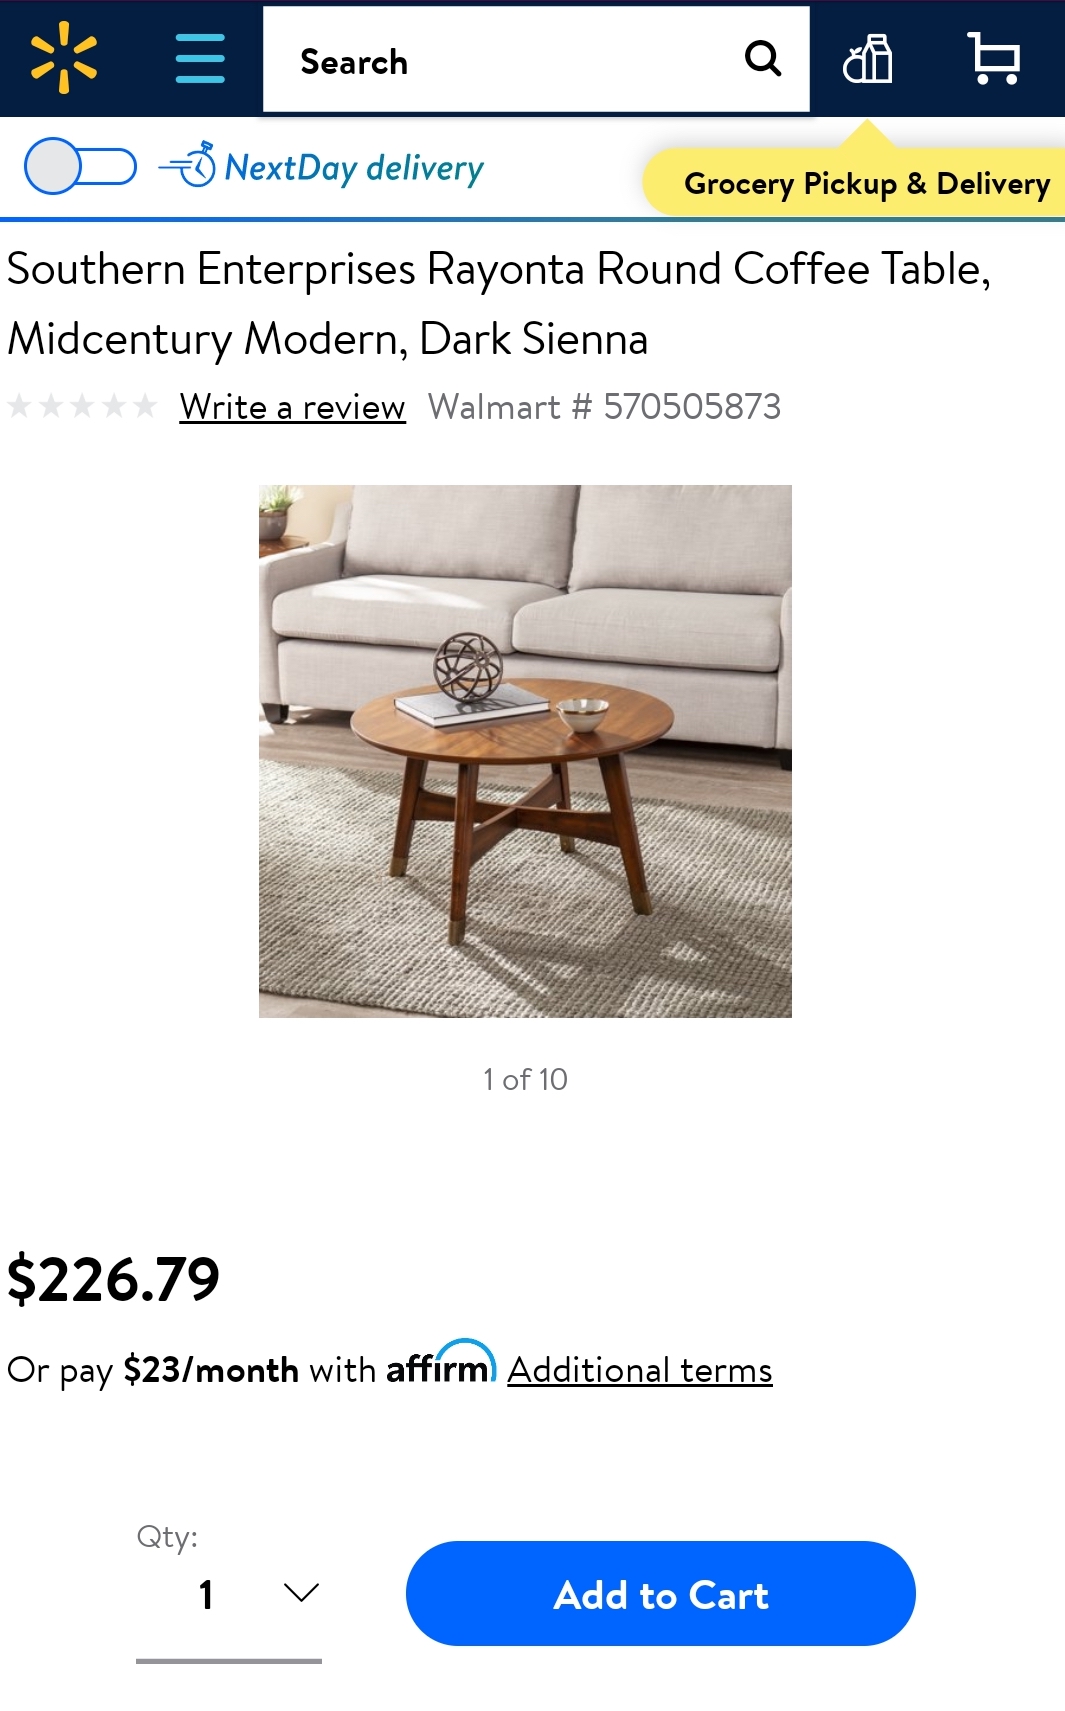 Search
NextDay delivery
Grocery Pickup & Delivery
Southern Enterprises Rayonta Round Coffee Table,
Midcentury Modern, Dark Sienna
Write a review Walmart # 570505873
1 of 10
$226.79
Or pay $23/month with affirm Additional terms
Qty:
1
Add to Cart